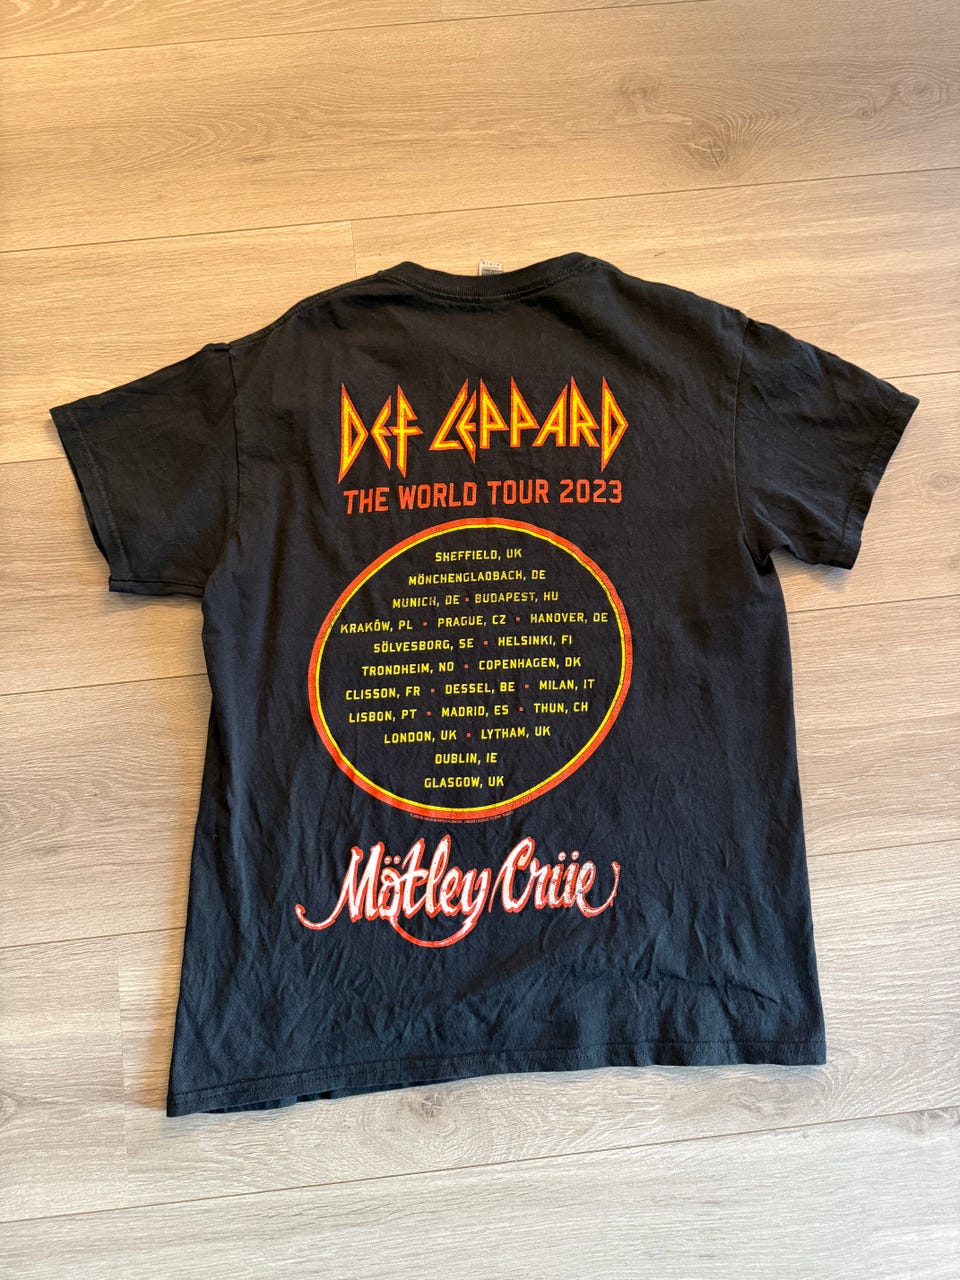 DEF LEPPARD
THE WORLD TOUR 2023
SHEFFIELD, UK
MÖNCHENGLADBACH, DE
MUNICH, DE ▪ BUDAPEST, HU
KRAKÓW, PL ▪ PRAGUE, CZ ▪ HANOVER, DE
SÖLVESBORG, SE ▪ HELSINKI, FI
TRONDHEIM, NO ▪ COPENHAGEN, DK
CLISSON, FR ▪ DESSEL, BE ▪ MILAN, IT
LISBON, PT ▪ MADRID, ES ▪ THUN, CH
LONDON, UK ▪ LYTHAM, UK
DUBLIN, IE
GLASGOW, UK
Mötley Crüe